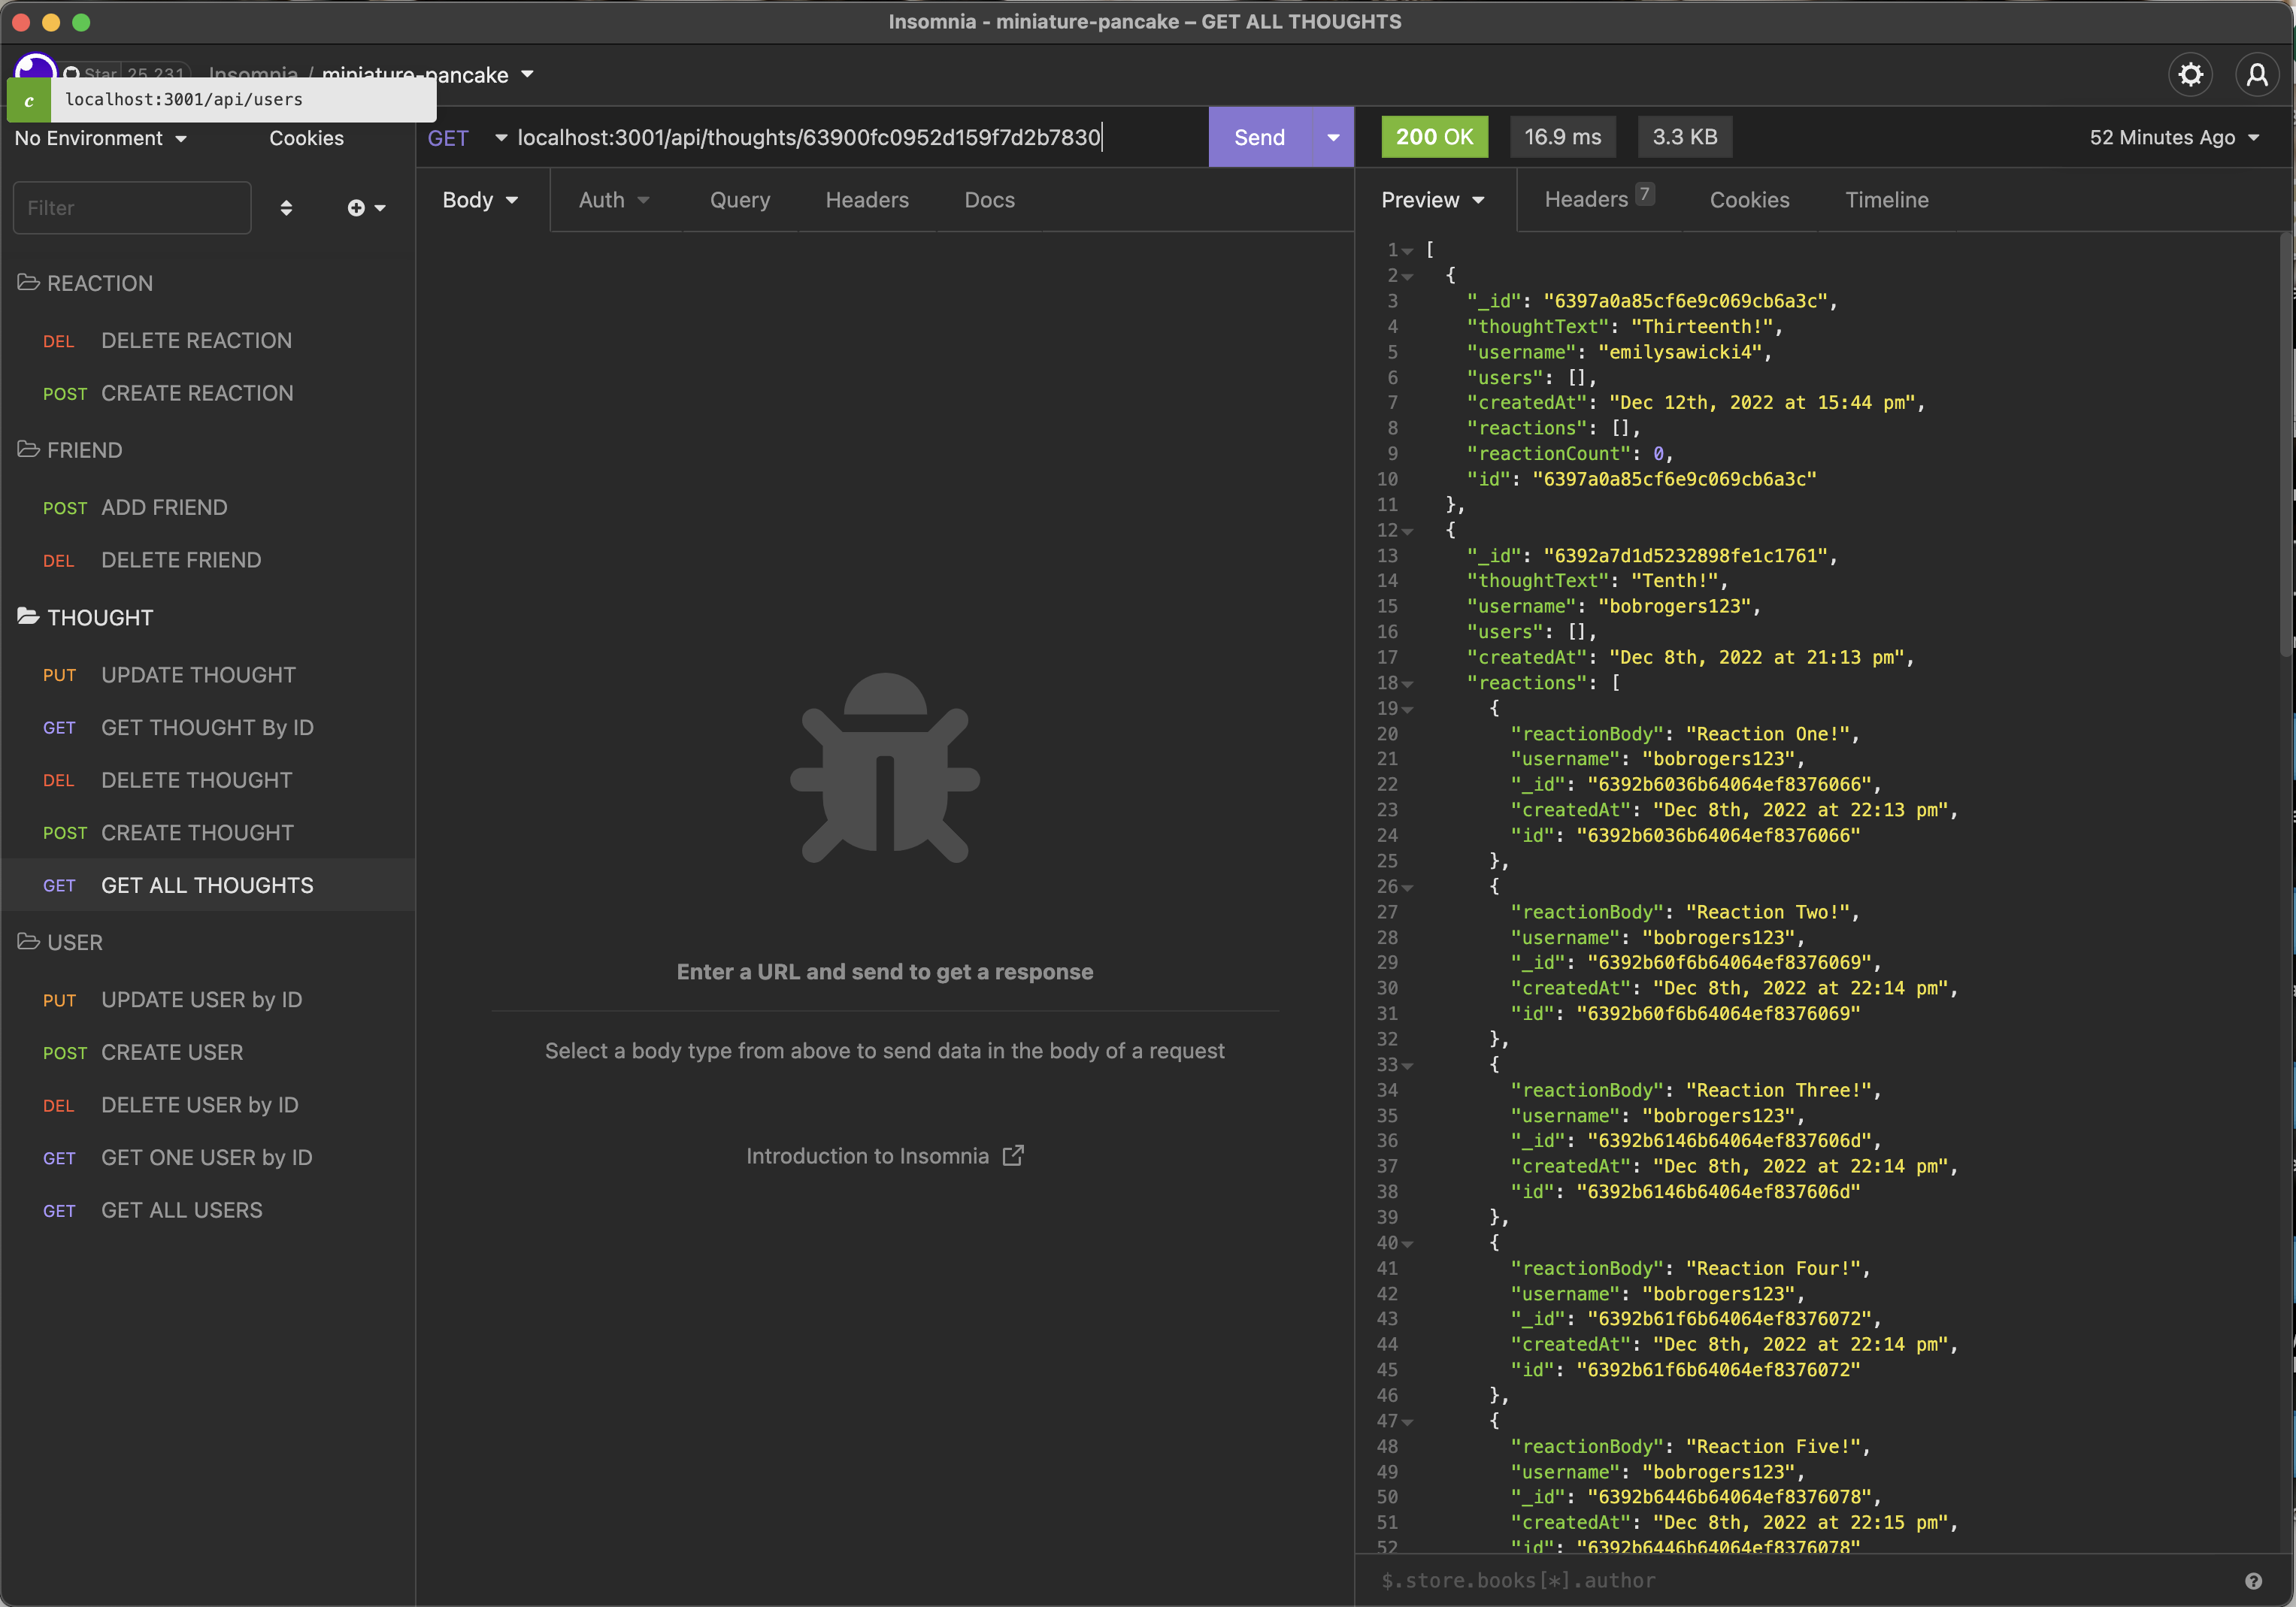 Insomnia - miniature-pancake – GET ALL THOUGHTS
Star 25,231 Insomnia / miniature-pancake
c localhost:3001/api/users
No Environment Cookies
GET localhost:3001/api/thoughts/63900fc0952d159f7d2b7830 Send
200 OK 16.9 ms 3.3 KB 52 Minutes Ago
Filter
Body Auth Query Headers Docs
Preview Headers 7 Cookies Timeline
REACTION
DEL DELETE REACTION
POST CREATE REACTION
FRIEND
POST ADD FRIEND
DEL DELETE FRIEND
THOUGHT
PUT UPDATE THOUGHT
GET GET THOUGHT By ID
DEL DELETE THOUGHT
POST CREATE THOUGHT
GET GET ALL THOUGHTS
USER
PUT UPDATE USER by ID
POST CREATE USER
DEL DELETE USER by ID
GET GET ONE USER by ID
GET GET ALL USERS
Enter a URL and send to get a response
Select a body type from above to send data in the body of a request
Introduction to Insomnia
1 [
2 {
3 "_id": "6397a0a85cf6e9c069cb6a3c",
4 "thoughtText": "Thirteenth!",
5 "username": "emilysawicki4",
6 "users": [],
7 "createdAt": "Dec 12th, 2022 at 15:44 pm",
8 "reactions": [],
9 "reactionCount": 0,
10 "id": "6397a0a85cf6e9c069cb6a3c"
11 },
12 {
13 "_id": "6392a7d1d5232898fe1c1761",
14 "thoughtText": "Tenth!",
15 "username": "bobrogers123",
16 "users": [],
17 "createdAt": "Dec 8th, 2022 at 21:13 pm",
18 "reactions": [
19 {
20 "reactionBody": "Reaction One!",
21 "username": "bobrogers123",
22 "_id": "6392b6036b64064ef8376066",
23 "createdAt": "Dec 8th, 2022 at 22:13 pm",
24 "id": "6392b6036b64064ef8376066"
25 },
26 {
27 "reactionBody": "Reaction Two!",
28 "username": "bobrogers123",
29 "_id": "6392b60f6b64064ef8376069",
30 "createdAt": "Dec 8th, 2022 at 22:14 pm",
31 "id": "6392b60f6b64064ef8376069"
32 },
33 {
34 "reactionBody": "Reaction Three!",
35 "username": "bobrogers123",
36 "_id": "6392b6146b64064ef837606d",
37 "createdAt": "Dec 8th, 2022 at 22:14 pm",
38 "id": "6392b6146b64064ef837606d"
39 },
40 {
41 "reactionBody": "Reaction Four!",
42 "username": "bobrogers123",
43 "_id": "6392b61f6b64064ef8376072",
44 "createdAt": "Dec 8th, 2022 at 22:14 pm",
45 "id": "6392b61f6b64064ef8376072"
46 },
47 {
48 "reactionBody": "Reaction Five!",
49 "username": "bobrogers123",
50 "_id": "6392b6446b64064ef8376078",
51 "createdAt": "Dec 8th, 2022 at 22:15 pm",
52 "id": "6392b6446b64064ef8376078"
$.store.books[*].author